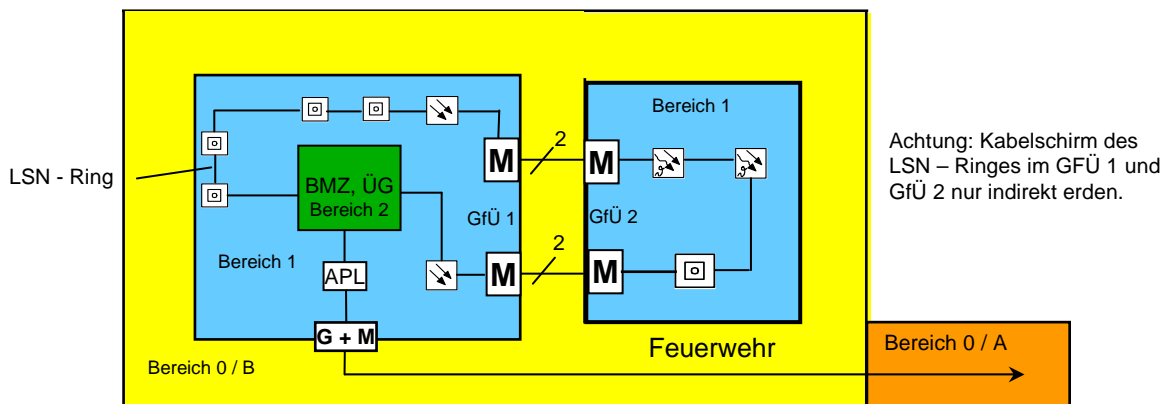 Bereich 1
Achtung: Kabelschirm des
LSN – Ringes im GFÜ 1 und
GfÜ 2 nur indirekt erden.
LSN - Ring
M
2
M
BMZ, ÜG
Bereich 2
GfÜ 1
GfÜ 2
Bereich 1
APL
M
2
M
G + M
Feuerwehr
Bereich 0 / A
Bereich 0 / B